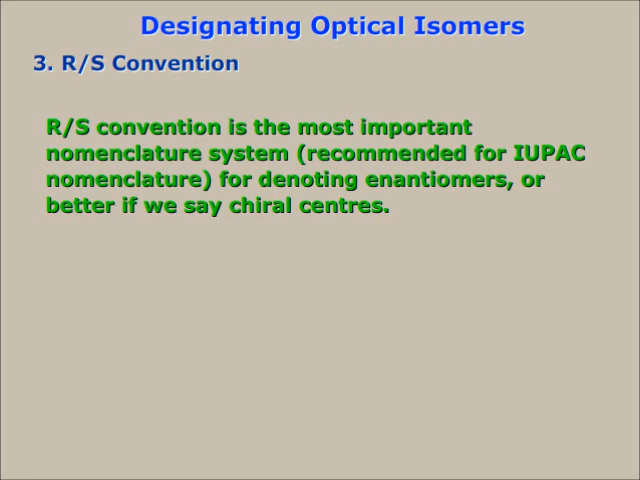 Designating Optical Isomers
3. R/S Convention
R/S convention is the most important
nomenclature system (recommended for IUPAC
nomenclature) for denoting enantiomers, or
better if we say chiral centres.